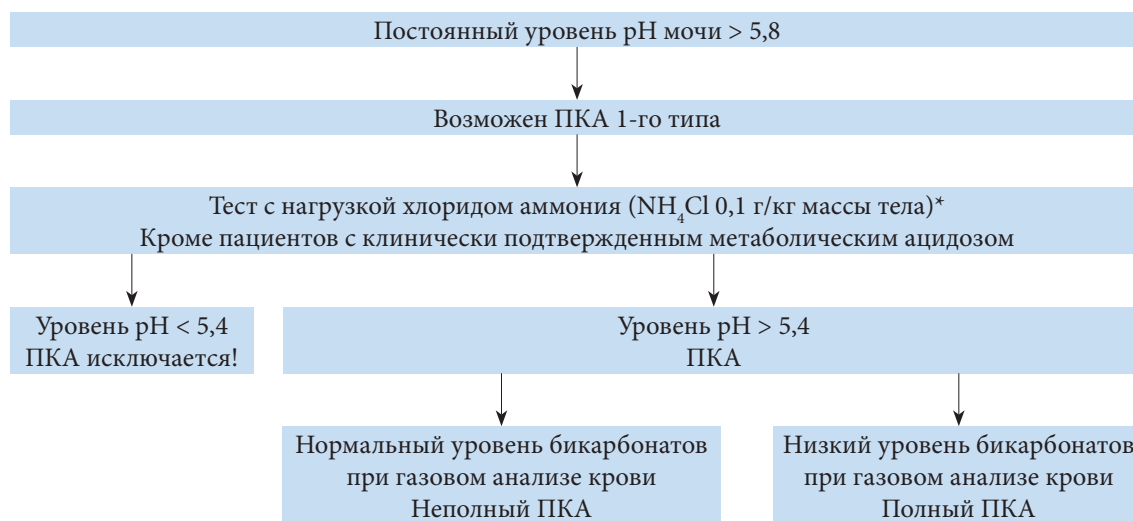 Постоянный уровень pH мочи > 5,8
Возможен ПКА 1-го типа
Тест с нагрузкой хлоридом аммония (NH₄Cl 0,1 г/кг массы тела)*
Кроме пациентов с клинически подтвержденным метаболическим ацидозом
Уровень pH < 5,4
ПКА исключается!
Уровень pH > 5,4
ПКА
Нормальный уровень бикарбонатов
при газовом анализе крови
Неполный ПКА
Низкий уровень бикарбонатов
при газовом анализе крови
Полный ПКА